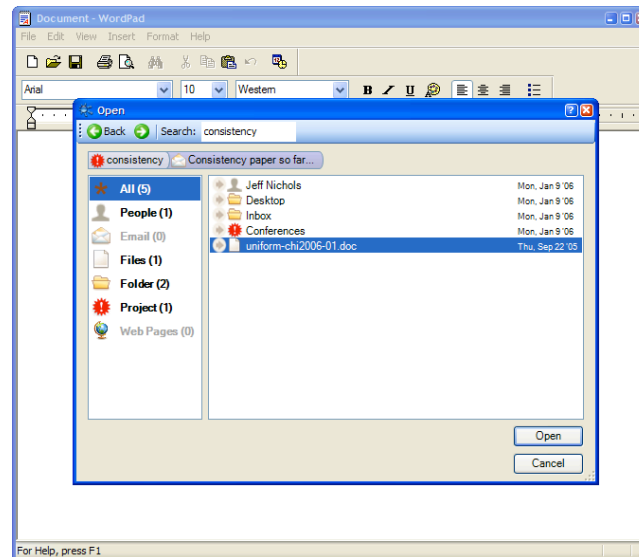 Document - WordPad
File Edit View Insert Format Help
Arial 10 Western B I U
Open
Back Search: consistency
consistency Consistency paper so far...
All (5)
People (1)
Email (0)
Files (1)
Folder (2)
Project (1)
Web Pages (0)
Jeff Nichols Mon, Jan 9 '06
Desktop Mon, Jan 9 '06
Inbox Mon, Jan 9 '06
Conferences Mon, Jan 9 '06
uniform-chi2006-01.doc Thu, Sep 22 '05
Open
Cancel
For Help, press F1